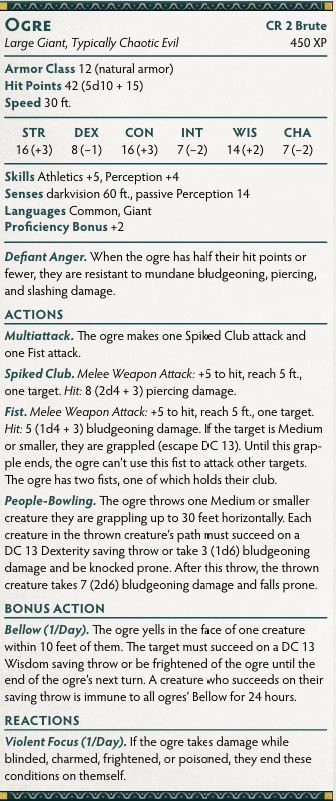 OGRE CR 2 Brute
Large Giant, Typically Chaotic Evil 450 XP
Armor Class 12 (natural armor)
Hit Points 42 (5d10 + 15)
Speed 30 ft.
STR DEX CON INT WIS CHA
16 (+3) 8 (−1) 16 (+3) 7 (−2) 14 (+2) 7 (−2)
Skills Athletics +5, Perception +4
Senses darkvision 60 ft., passive Perception 14
Languages Common, Giant
Proficiency Bonus +2
Defiant Anger. When the ogre has half their hit points or
fewer, they are resistant to mundane bludgeoning, piercing,
and slashing damage.
ACTIONS
Multiattack. The ogre makes one Spiked Club attack and
one Fist attack.
Spiked Club. Melee Weapon Attack: +5 to hit, reach 5 ft.,
one target. Hit: 8 (2d4 + 3) piercing damage.
Fist. Melee Weapon Attack: +5 to hit, reach 5 ft., one target.
Hit: 5 (1d4 + 3) bludgeoning damage. If the target is Medium
or smaller, they are grappled (escape DC 13). Until this grap-
ple ends, the ogre can't use this fist to attack other targets.
The ogre has two fists, one of which holds their club.
People-Bowling. The ogre throws one Medium or smaller
creature they are grappling up to 30 feet horizontally. Each
creature in the thrown creature's path must succeed on a
DC 13 Dexterity saving throw or take 3 (1d6) bludgeoning
damage and be knocked prone. After this throw, the thrown
creature takes 7 (2d6) bludgeoning damage and falls prone.
BONUS ACTION
Bellow (1/Day). The ogre yells in the face of one creature
within 10 feet of them. The target must succeed on a DC 13
Wisdom saving throw or be frightened of the ogre until the
end of the ogre's next turn. A creature who succeeds on their
saving throw is immune to all ogres' Bellow for 24 hours.
REACTIONS
Violent Focus (1/Day). If the ogre takes damage while
blinded, charmed, frightened, or poisoned, they end these
conditions on themself.